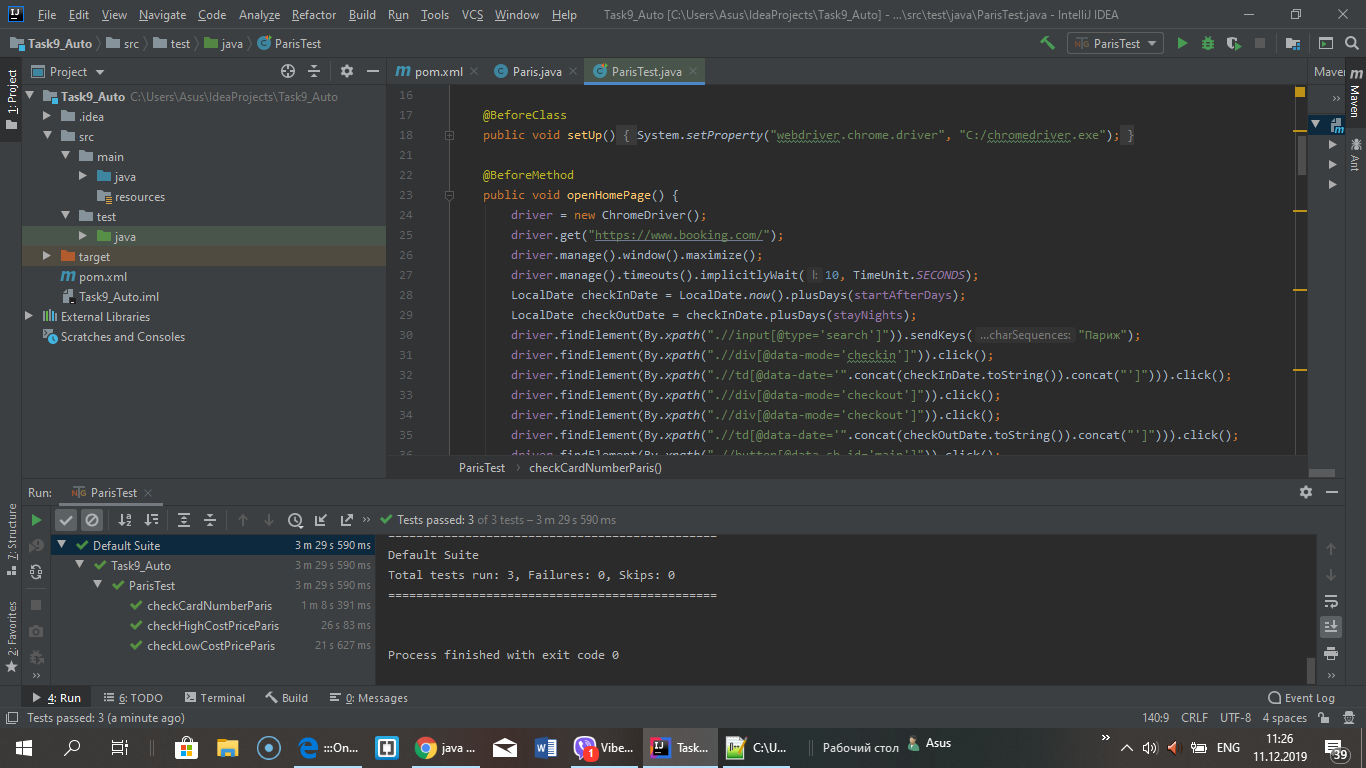 File Edit View Navigate Code Analyze Refactor Build Run Tools VCS Window Help Task9_Auto [C:\Users\Asus\IdeaProjects\Task9_Auto] - ...\src\test\java\ParisTest.java - IntelliJ IDEA
Task9_Auto src test java ParisTest ParisTest
Project pom.xml Paris.java ParisTest.java Maven
1: Project
Task9_Auto C:\Users\Asus\IdeaProjects\Task9_Auto
.idea
src
main
java
resources
test
java
target
pom.xml
Task9_Auto.iml
External Libraries
Scratches and Consoles
16
17 @BeforeClass
18 public void setUp() { System.setProperty("webdriver.chrome.driver", "C:/chromedriver.exe"); }
21
22 @BeforeMethod
23 public void openHomePage() {
24 driver = new ChromeDriver();
25 driver.get("https://www.booking.com/");
26 driver.manage().window().maximize();
27 driver.manage().timeouts().implicitlyWait( l: 10, TimeUnit.SECONDS);
28 LocalDate checkInDate = LocalDate.now().plusDays(startAfterDays);
29 LocalDate checkOutDate = checkInDate.plusDays(stayNights);
30 driver.findElement(By.xpath(".//input[@type='search']")).sendKeys( ...charSequences: "Париж");
31 driver.findElement(By.xpath(".//div[@data-mode='checkin']")).click();
32 driver.findElement(By.xpath(".//td[@data-date='".concat(checkInDate.toString()).concat("']"))).click();
33 driver.findElement(By.xpath(".//div[@data-mode='checkout']")).click();
34 driver.findElement(By.xpath(".//div[@data-mode='checkout']")).click();
35 driver.findElement(By.xpath(".//td[@data-date='".concat(checkOutDate.toString()).concat("']"))).click();
36 driver.findElement(By.xpath(".//button[@data-sb-id='main']")).click();
ParisTest checkCardNumberParis()
Maven
Ant
Run: ParisTest
Tests passed: 3 of 3 tests – 3 m 29 s 590 ms
Default Suite 3 m 29 s 590 ms
Task9_Auto 3 m 29 s 590 ms
ParisTest 3 m 29 s 590 ms
checkCardNumberParis 1 m 8 s 391 ms
checkHighCostPriceParis 26 s 83 ms
checkLowCostPriceParis 21 s 627 ms
===============================================
Default Suite
Total tests run: 3, Failures: 0, Skips: 0
===============================================
Process finished with exit code 0
7: Structure
2: Favorites
4: Run 6: TODO Terminal Build 0: Messages Event Log
Tests passed: 3 (a minute ago) 140:9 CRLF UTF-8 4 spaces
:::On... java ... Vibe... 1 Task... C:\U... Рабочий стол Asus ENG 11:26
11.12.2019 39